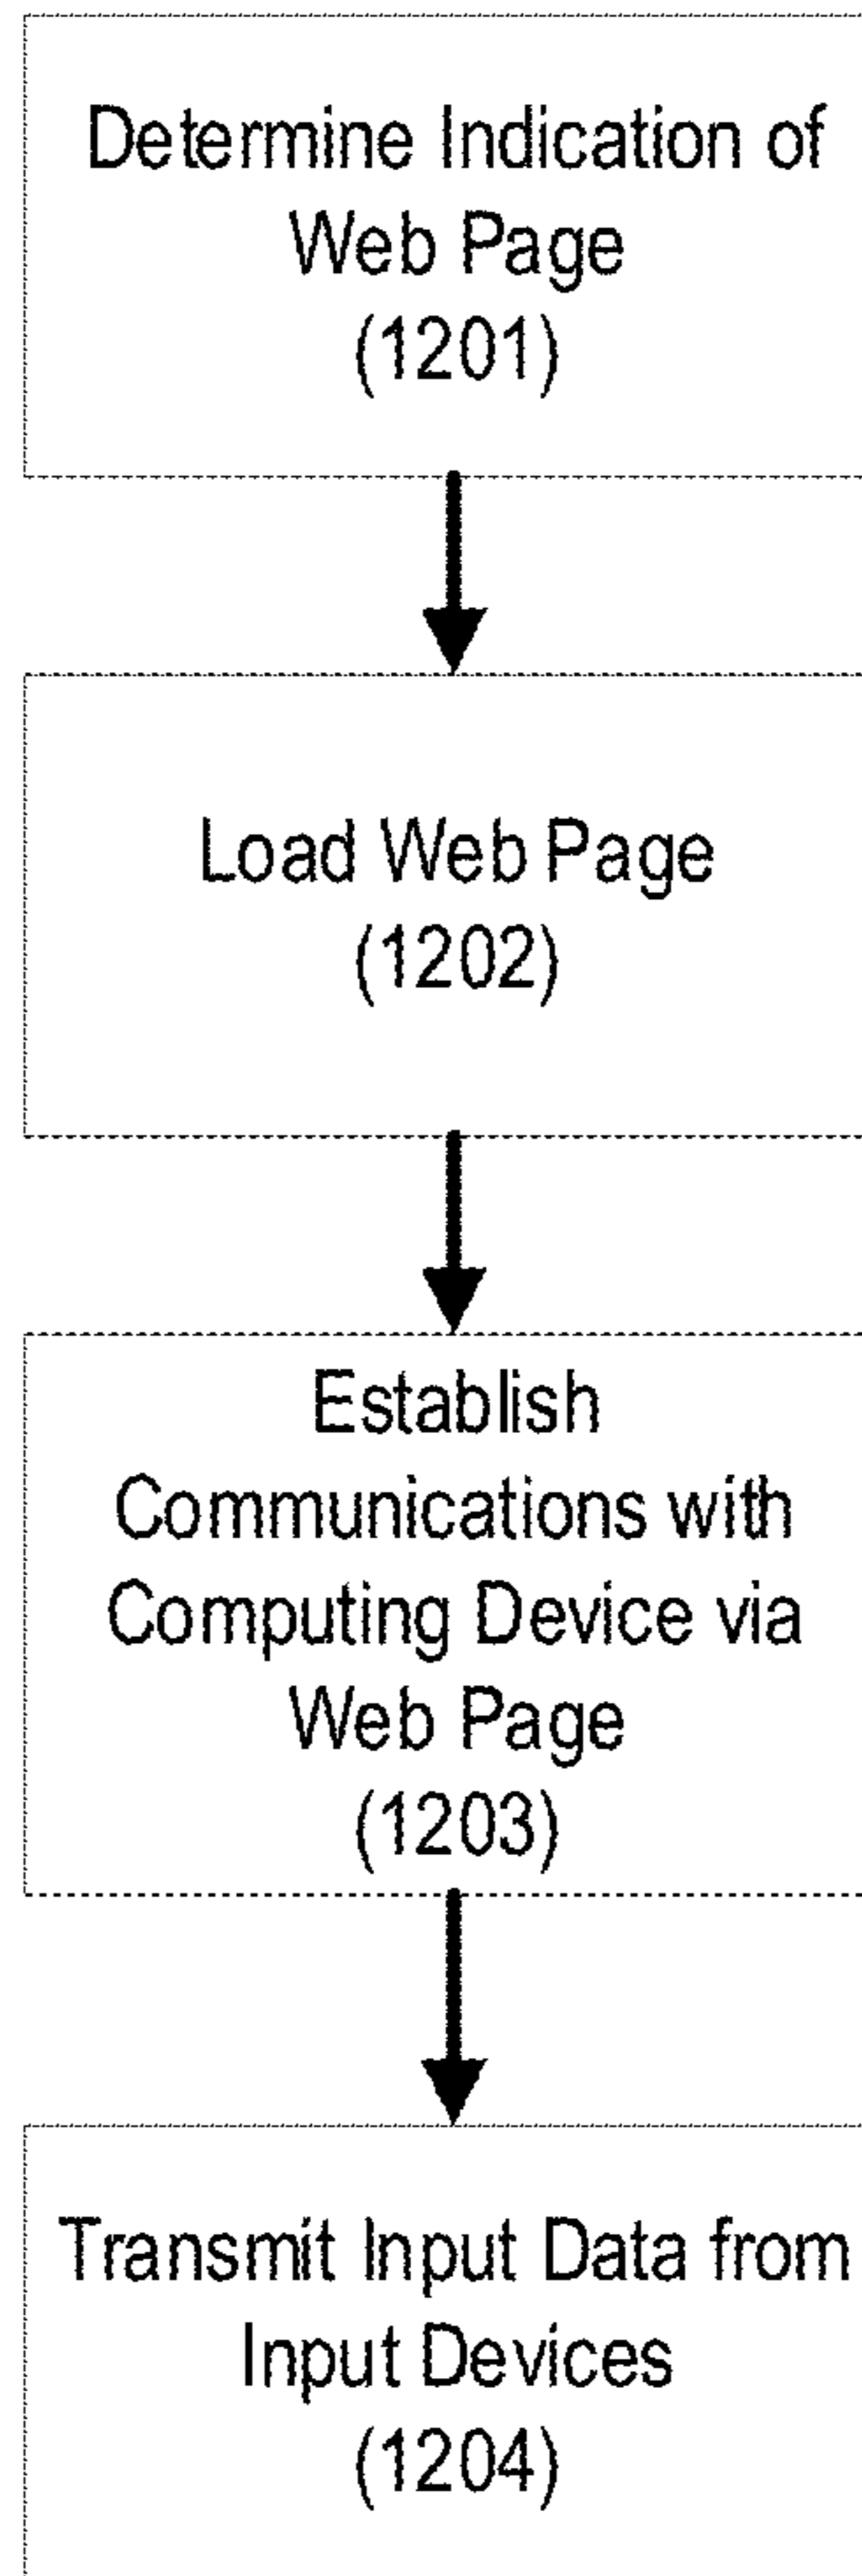 Determine Indication of
Web Page
(1201)
Load Web Page
(1202)
Establish
Communications with
Computing Device via
Web Page
(1203)
Transmit Input Data from
Input Devices
(1204)